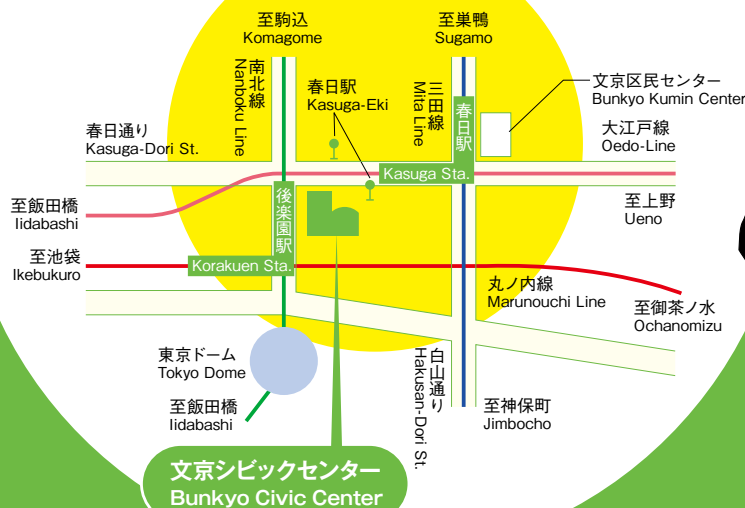 至駒込
Komagome
至巣鴨
Sugamo
南北線
Nanboku Line
春日駅
Kasuga-Eki
三田線
Mita Line
春日駅
文京区民センター
Bunkyo Kumin Center
春日通り
Kasuga-Dori St.
大江戸線
Oedo-Line
Kasuga Sta.
至飯田橋
Iidabashi
後楽園駅
至上野
Ueno
至池袋
Ikebukuro
Korakuen Sta.
丸ノ内線
Marunouchi Line
至御茶ノ水
Ochanomizu
東京ドーム
Tokyo Dome
白山通り
Hakusan-Dori St.
至飯田橋
Iidabashi
至神保町
Jimbocho
文京シビックセンター
Bunkyo Civic Center